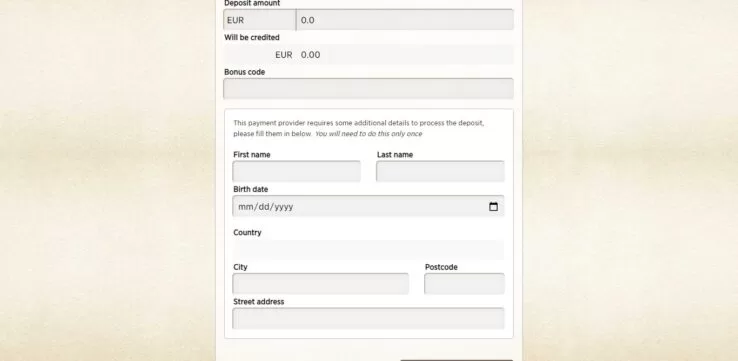 Deposit amount
EUR 0.0
Will be credited
EUR 0.00
Bonus code
This payment provider requires some additional details to process the deposit,
please fill them in below. You will need to do this only once
First name Last name
Birth date
mm/dd/yyyy
Country
City Postcode
Street address